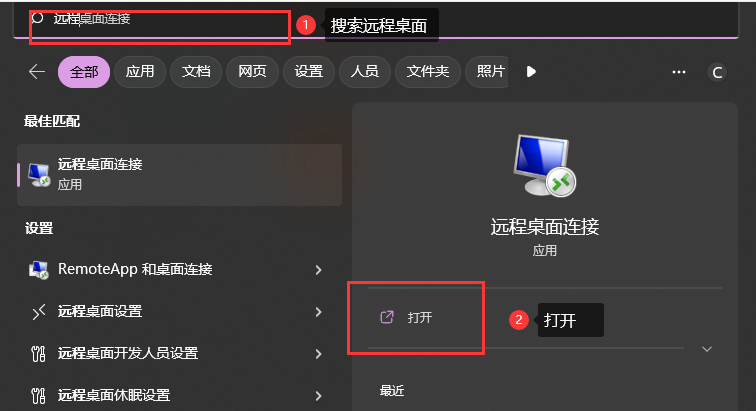 远程桌面连接
1 搜索远程桌面
全部 应用 文档 网页 设置 人员 文件夹 照片 C
最佳匹配
远程桌面连接
应用
远程桌面连接
应用
设置
RemoteApp 和桌面连接
远程桌面设置
远程桌面开发人员设置
远程桌面休眠设置
打开
2 打开
最近